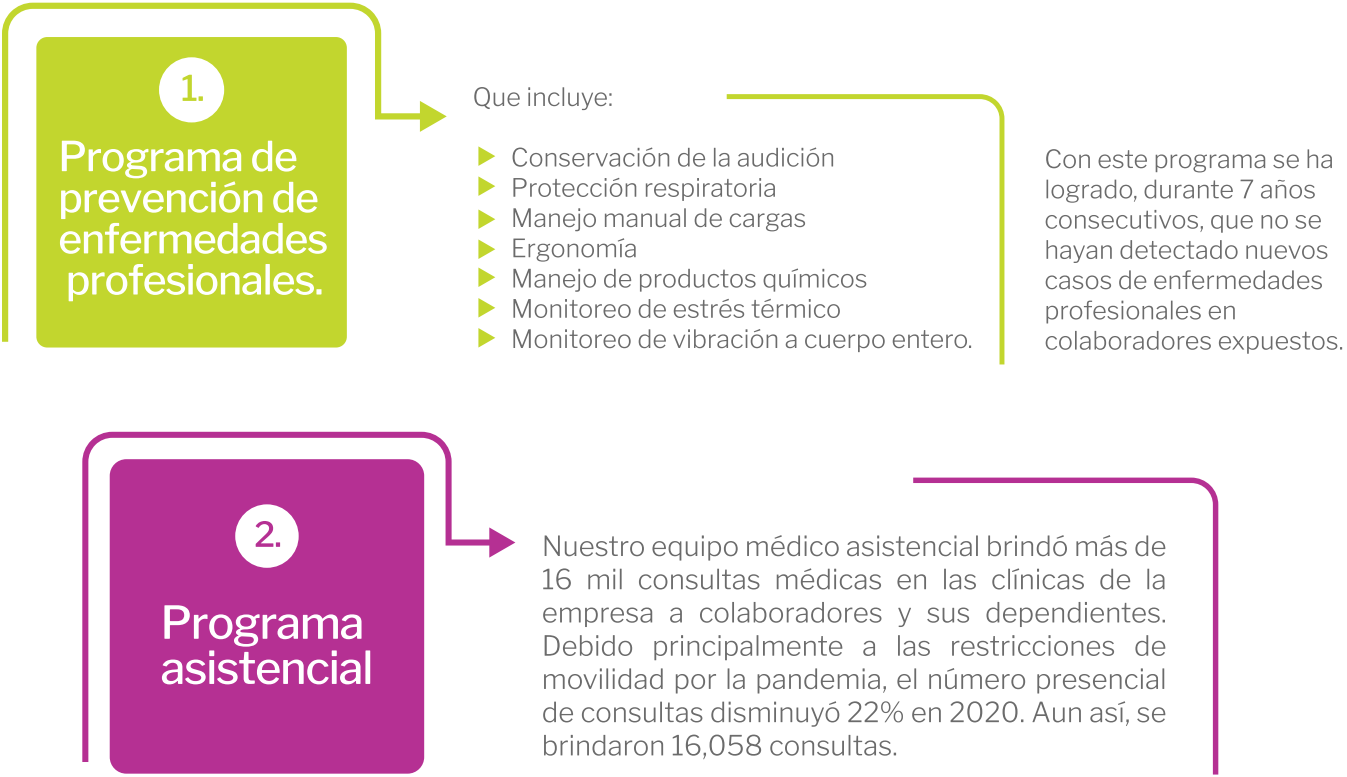 1.
Programa de
prevención de
enfermedades
profesionales.
Que incluye:
Conservación de la audición
Protección respiratoria
Manejo manual de cargas
Ergonomía
Manejo de productos químicos
Monitoreo de estrés térmico
Monitoreo de vibración a cuerpo entero.
Con este programa se ha
logrado, durante 7 años
consecutivos, que no se
hayan detectado nuevos
casos de enfermedades
profesionales en
colaboradores expuestos.
2.
Programa
asistencial
Nuestro equipo médico asistencial brindó más de
16 mil consultas médicas en las clínicas de la
empresa a colaboradores y sus dependientes.
Debido principalmente a las restricciones de
movilidad por la pandemia, el número presencial
de consultas disminuyó 22% en 2020. Aun así, se
brindaron 16,058 consultas.